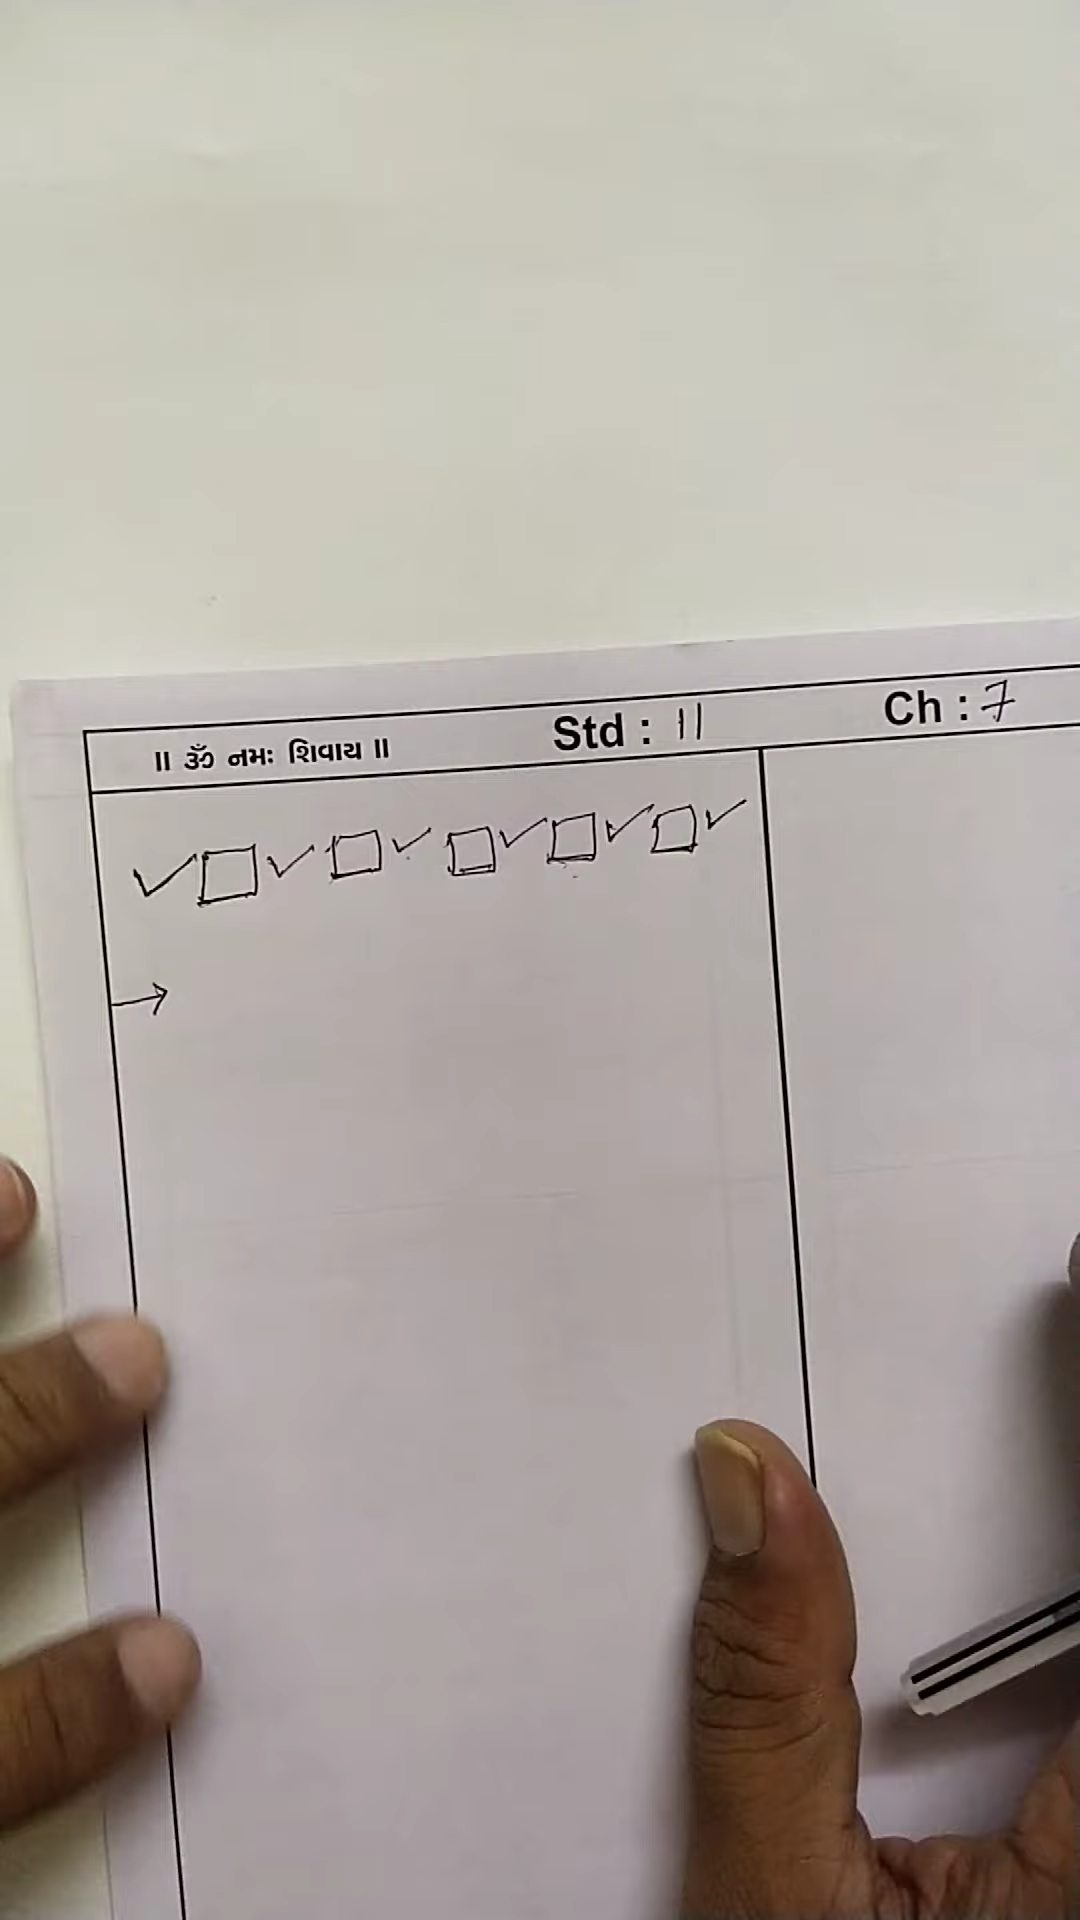 ॥ ૐ નમઃ શિવાય ॥ Std : 11 Ch : 7
✓ □ ✓ □ ✓ □ ✓ □ ✓ □ ✓
→